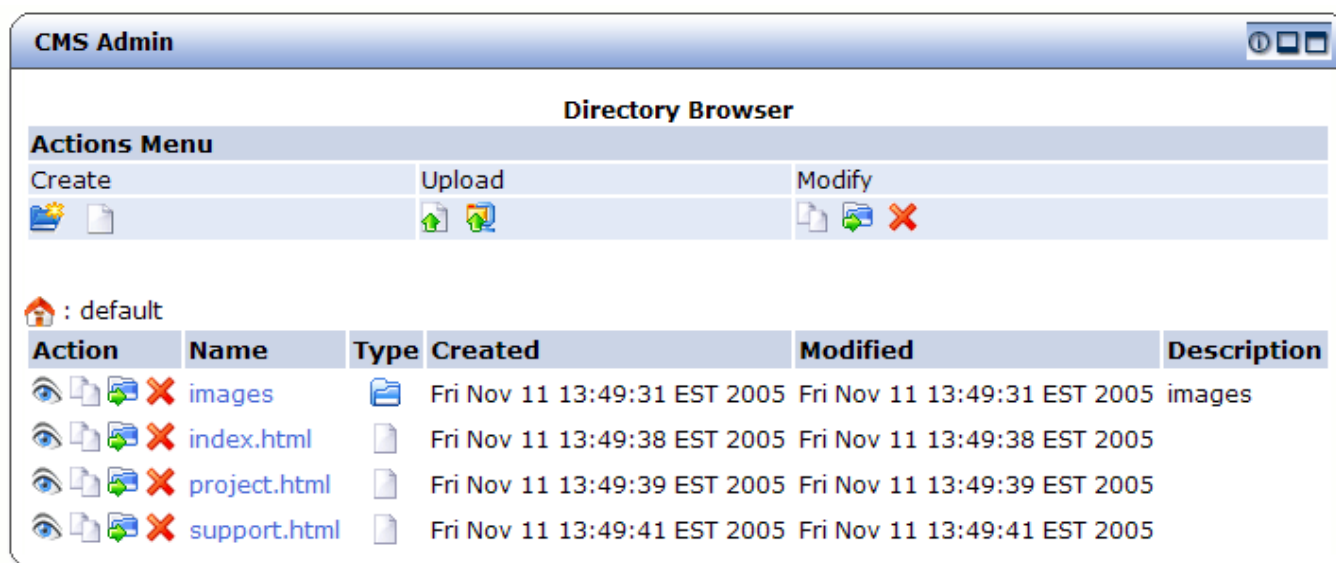 CMS Admin
Directory Browser
Actions Menu
Create Upload Modify
: default
Action Name Type Created Modified Description
images Fri Nov 11 13:49:31 EST 2005 Fri Nov 11 13:49:31 EST 2005 images
index.html Fri Nov 11 13:49:38 EST 2005 Fri Nov 11 13:49:38 EST 2005
project.html Fri Nov 11 13:49:39 EST 2005 Fri Nov 11 13:49:39 EST 2005
support.html Fri Nov 11 13:49:41 EST 2005 Fri Nov 11 13:49:41 EST 2005